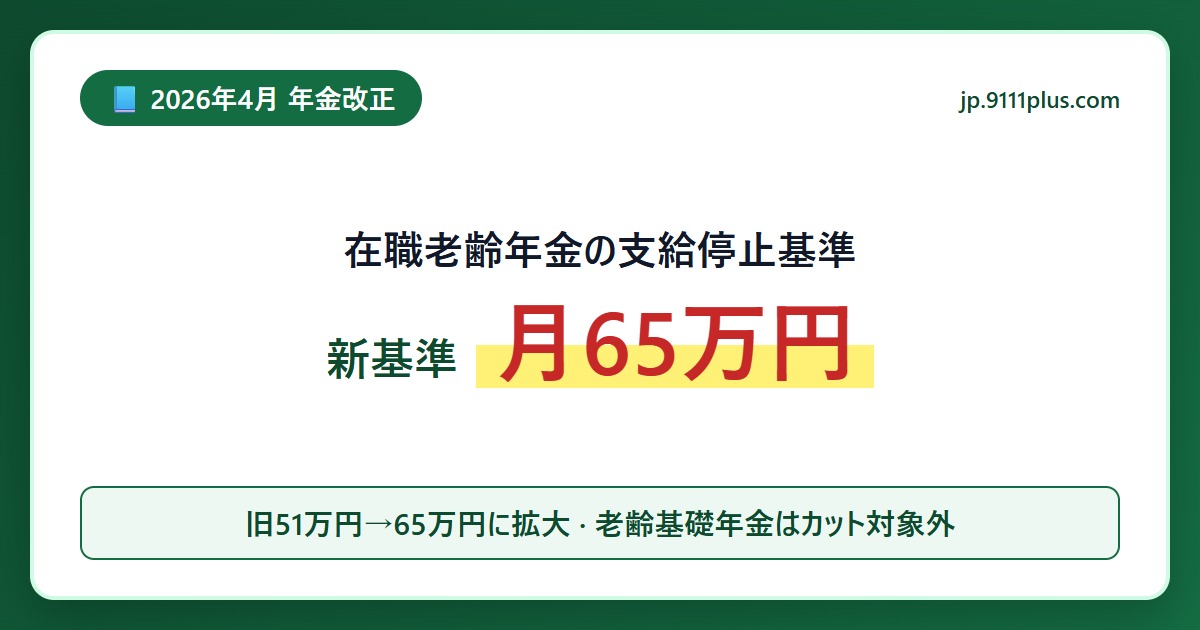 📘 2026年4月 年金改正
jp.9111plus.com
在職老齢年金の支給停止基準
新基準 月65万円
旧51万円→65万円に拡大 · 老齢基礎年金はカット対象外